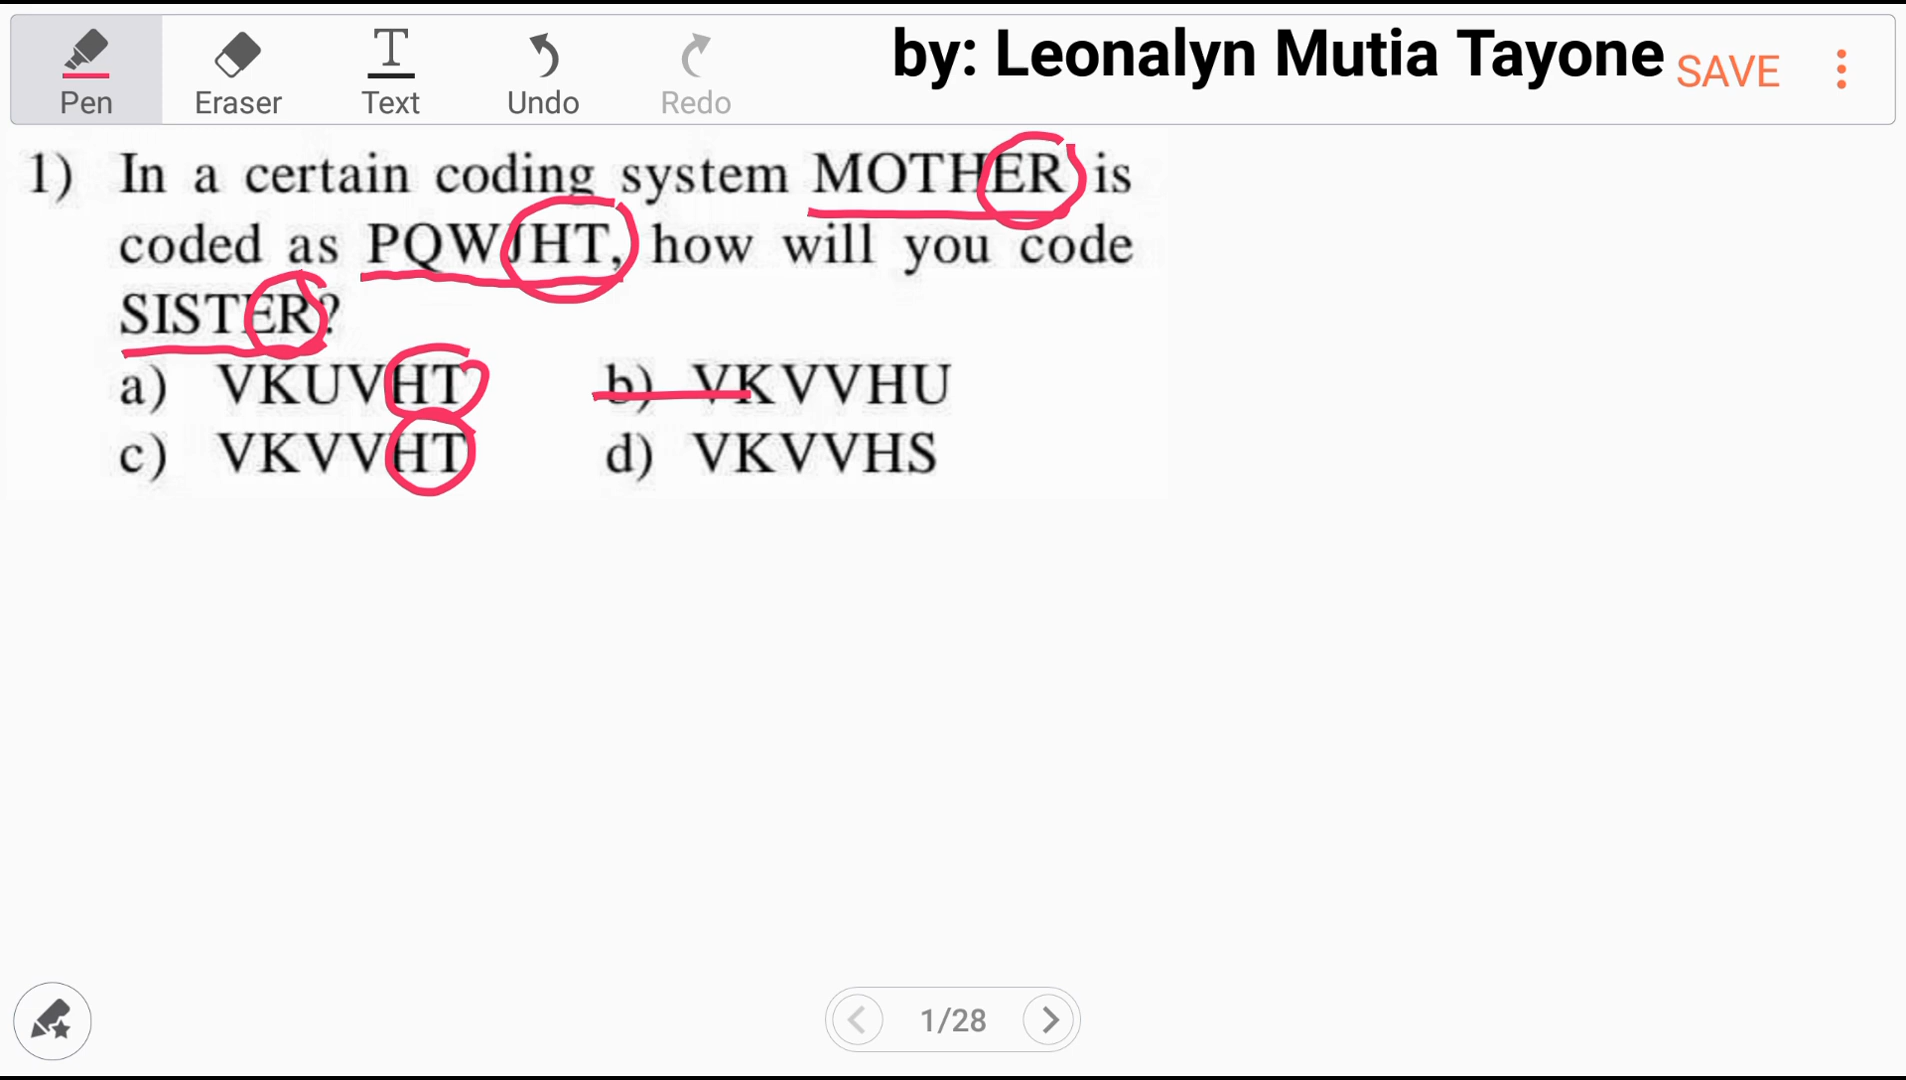 Pen Eraser Text Undo Redo by: Leonalyn Mutia Tayone SAVE
1) In a certain coding system MOTHER is
coded as PQWJHT, how will you code
SISTER?
a) VKUVHT b) VKVVHU
c) VKVVHT d) VKVVHS
1/28